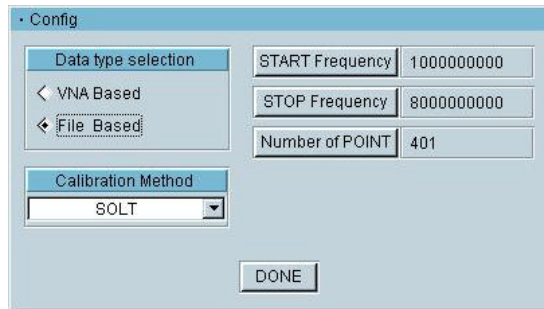 · Config
Data type selection
VNA Based
File Based
Calibration Method
SOLT
START Frequency 1000000000
STOP Frequency 8000000000
Number of POINT 401
DONE